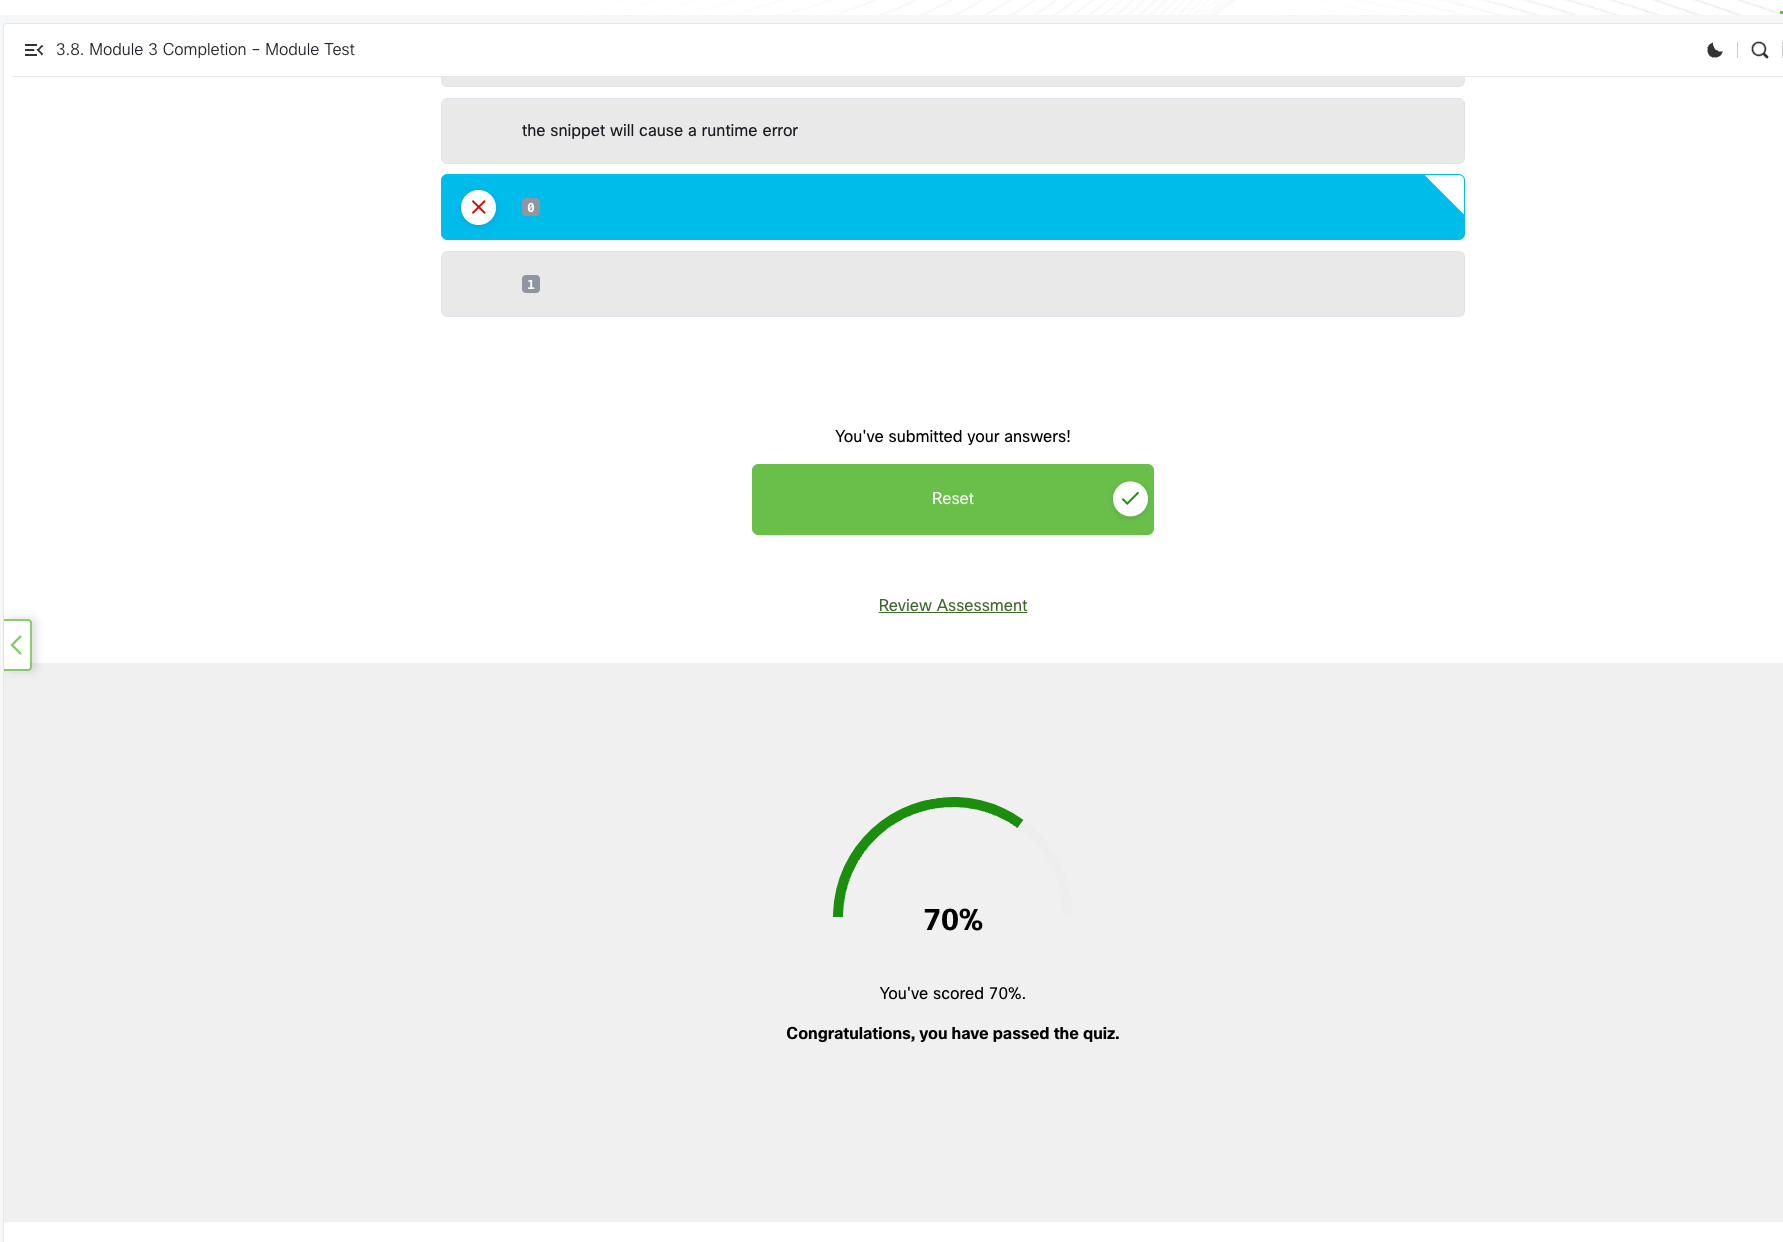 3.8. Module 3 Completion – Module Test
the snippet will cause a runtime error
0
1
You've submitted your answers!
Reset
Review Assessment
70%
You've scored 70%.
Congratulations, you have passed the quiz.